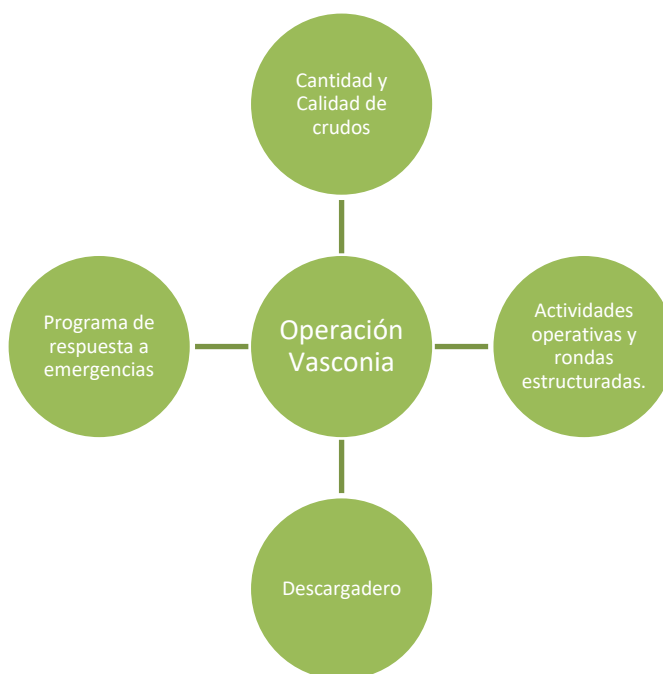 Cantidad y
Calidad de
crudos
Programa de
respuesta a
emergencias
Operación
Vasconia
Actividades
operativas y
rondas
estructuradas.
Descargadero